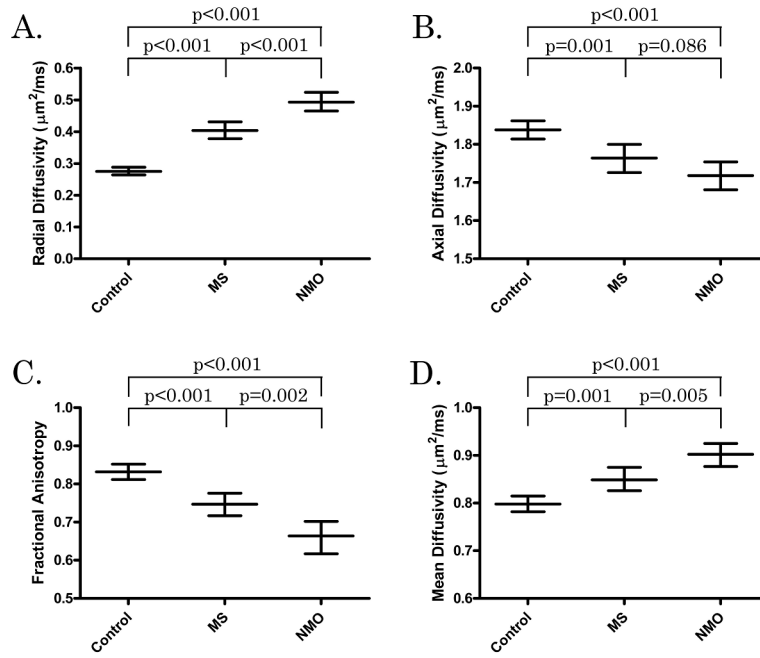 A.
p<0.001
p<0.001 p<0.001
Radial Diffusivity (μm²/ms)
0.6
0.5
0.4
0.3
0.2
0.1
0.0
Control MS NMO
B.
p<0.001
p=0.001 p=0.086
Axial Diffusivity (μm²/ms)
2.0
1.9
1.8
1.7
1.6
1.5
Control MS NMO
C.
p<0.001
p<0.001 p=0.002
Fractional Anisotropy
1.0
0.9
0.8
0.7
0.6
0.5
Control MS NMO
D.
p<0.001
p=0.001 p=0.005
Mean Diffusivity (μm²/ms)
1.0
0.9
0.8
0.7
0.6
Control MS NMO